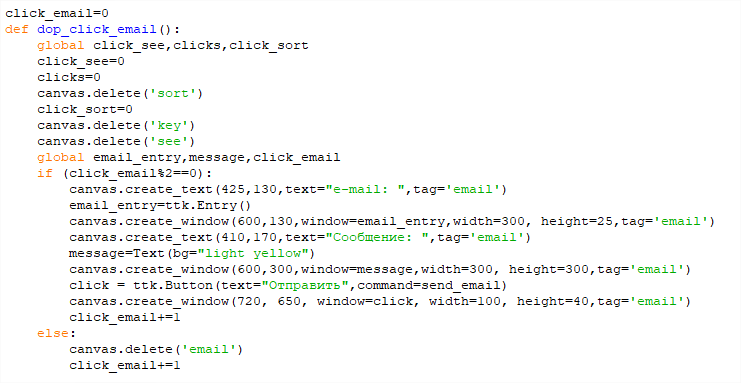 click_email=0
def dop_click_email():
    global click_see,clicks,click_sort
    click_see=0
    clicks=0
    canvas.delete('sort')
    click_sort=0
    canvas.delete('key')
    canvas.delete('see')
    global email_entry,message,click_email
    if (click_email%2==0):
        canvas.create_text(425,130,text="e-mail: ",tag='email')
        email_entry=ttk.Entry()
        canvas.create_window(600,130,window=email_entry,width=300, height=25,tag='email')
        canvas.create_text(410,170,text="Сообщение: ",tag='email')
        message=Text(bg="light yellow")
        canvas.create_window(600,300,window=message,width=300, height=300,tag='email')
        click = ttk.Button(text="Отправить",command=send_email)
        canvas.create_window(720, 650, window=click, width=100, height=40,tag='email')
        click_email+=1
    else:
        canvas.delete('email')
        click_email+=1